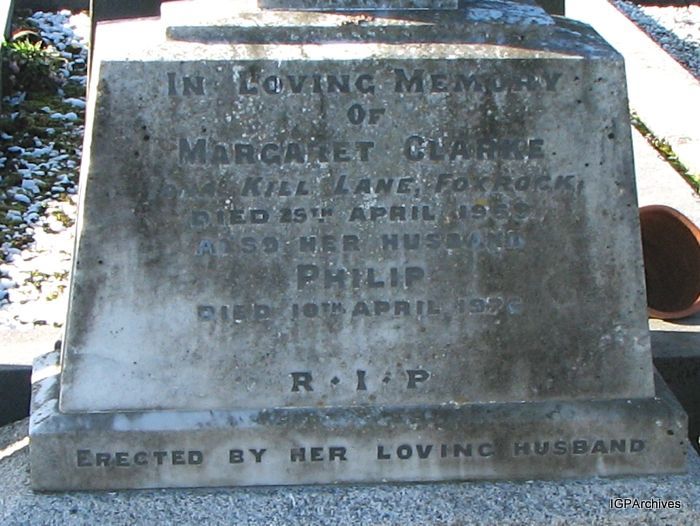 In Loving Memory
Of
Margaret Clarke
Kill Lane, Foxrock,
Died 25th April
Also Her Husband
Philip
Died 10th April
R·I·P
Erected by her loving husband
IGPArchives